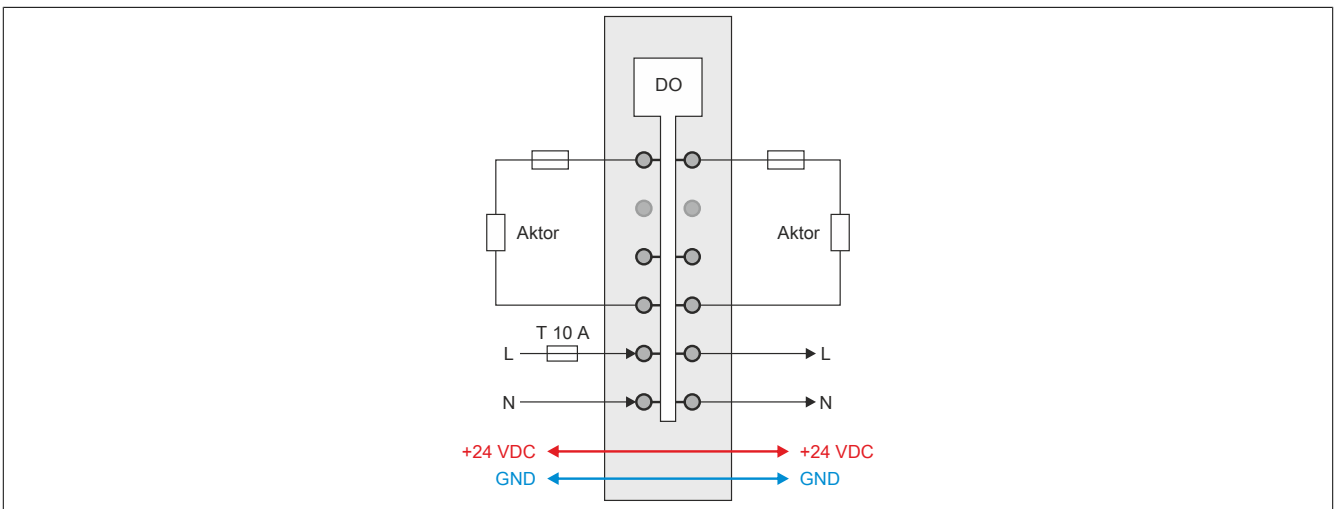 DO
Aktor Aktor
T 10 A
L L
N N
+24 VDC +24 VDC
GND GND